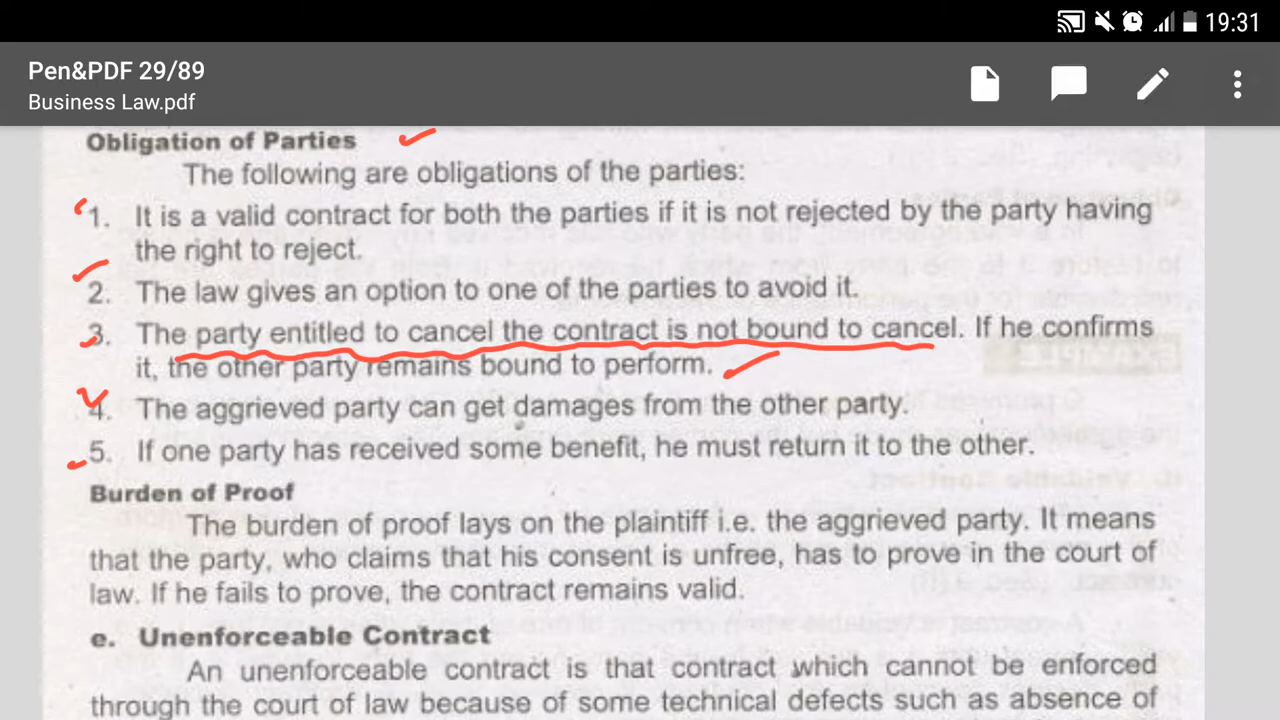 19:31
Pen&PDF 29/89
Business Law.pdf
Obligation of Parties
The following are obligations of the parties:
1. It is a valid contract for both the parties if it is not rejected by the party having
the right to reject.
2. The law gives an option to one of the parties to avoid it.
3. The party entitled to cancel the contract is not bound to cancel. If he confirms
it, the other party remains bound to perform.
4. The aggrieved party can get damages from the other party.
5. If one party has received some benefit, he must return it to the other.
Burden of Proof
The burden of proof lays on the plaintiff i.e. the aggrieved party. It means
that the party, who claims that his consent is unfree, has to prove in the court of
law. If he fails to prove, the contract remains valid.
e. Unenforceable Contract
An unenforceable contract is that contract which cannot be enforced
through the court of law because of some technical defects such as absence of